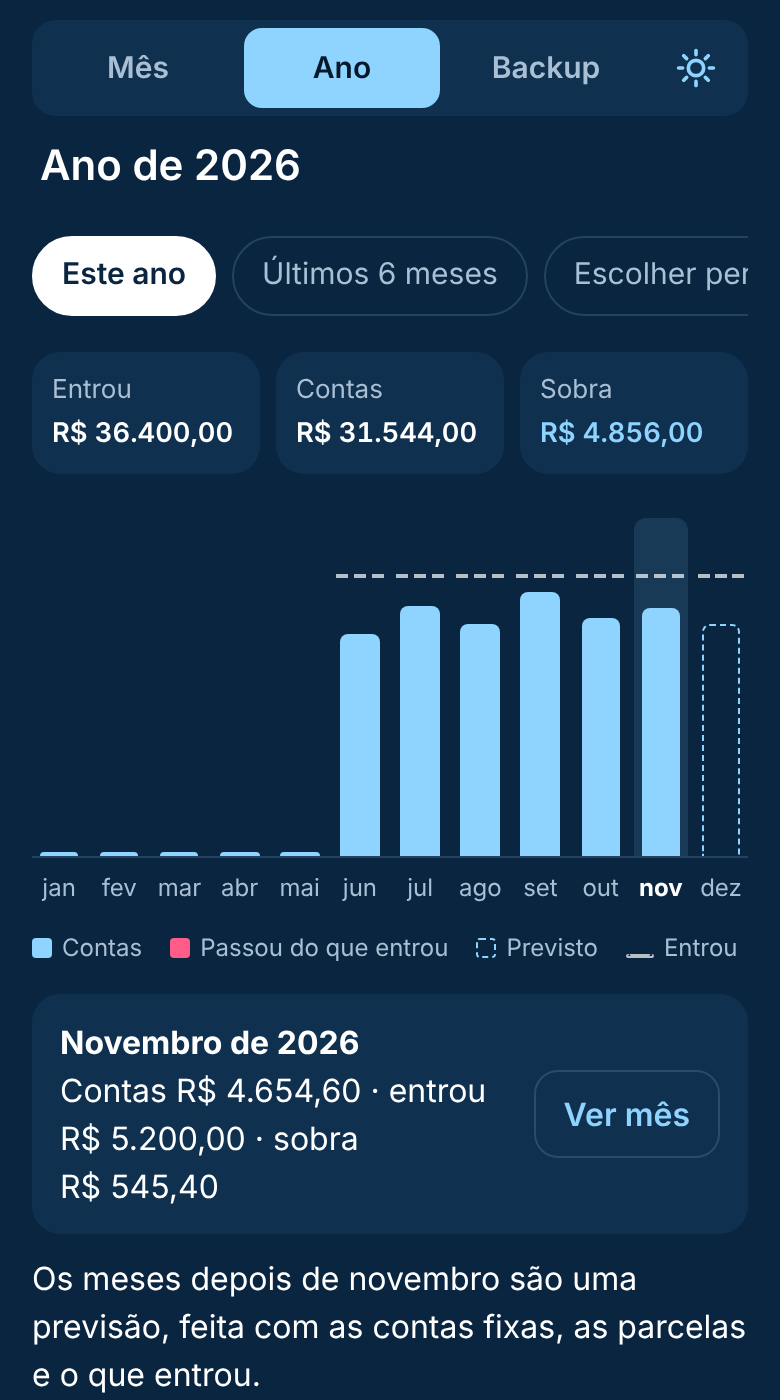 Mês Ano Backup
Ano de 2026
Este ano Últimos 6 meses Escolher per
Entrou Contas Sobra
R$ 36.400,00 R$ 31.544,00 R$ 4.856,00
jan fev mar abr mai jun jul ago set out nov dez
Contas Passou do que entrou Previsto Entrou
Novembro de 2026
Contas R$ 4.654,60 · entrou
R$ 5.200,00 · sobra
R$ 545,40
Ver mês
Os meses depois de novembro são uma
previsão, feita com as contas fixas, as parcelas
e o que entrou.